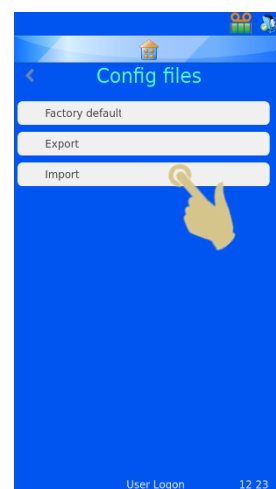 Config files
Factory default
Export
Import
User Logon 12 23